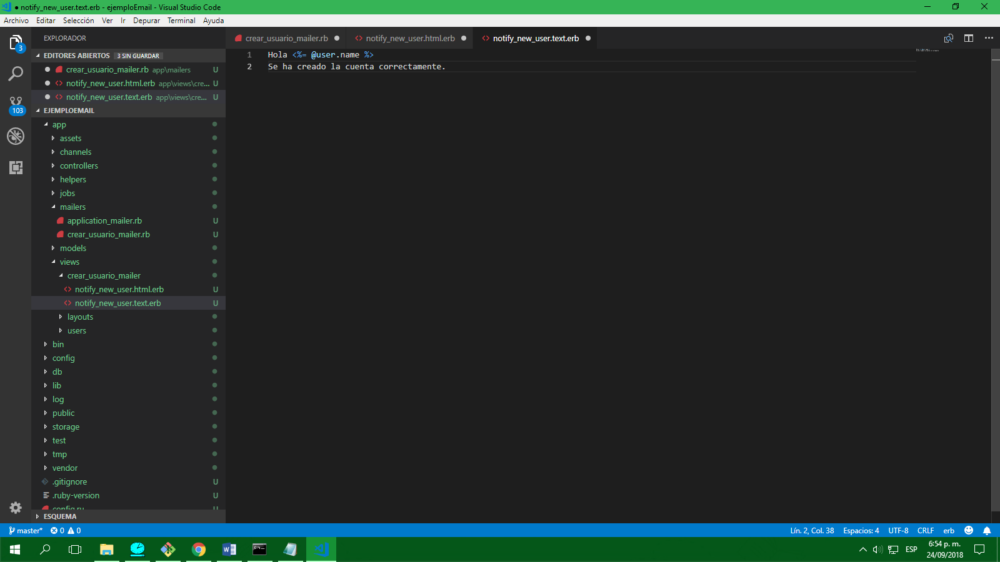 ● notify_new_user.text.erb - ejemploEmail - Visual Studio Code
Archivo Editar Selección Ver Ir Depurar Terminal Ayuda
EXPLORADOR
crear_usuario_mailer.rb
notify_new_user.html.erb
notify_new_user.text.erb
EDITORES ABIERTOS 3 SIN GUARDAR
crear_usuario_mailer.rb app\mailers U
notify_new_user.html.erb app\views\cre... U
notify_new_user.text.erb app\views\cre... U
1 Hola <%= @user.name %>
2 Se ha creado la cuenta correctamente.
3
103
EJEMPLOEMAIL
app
assets
channels
controllers
helpers
jobs
mailers
application_mailer.rb U
crear_usuario_mailer.rb U
models
views
crear_usuario_mailer
notify_new_user.html.erb U
notify_new_user.text.erb U
layouts
users
bin
config
db
lib
log
public
storage
test
tmp
vendor
.gitignore U
.ruby-version U
config.ru U
ESQUEMA
master* 0 0
Lín. 2, Col. 38 Espacios: 4 UTF-8 CRLF erb
ESP
6:54 p. m.
24/09/2018